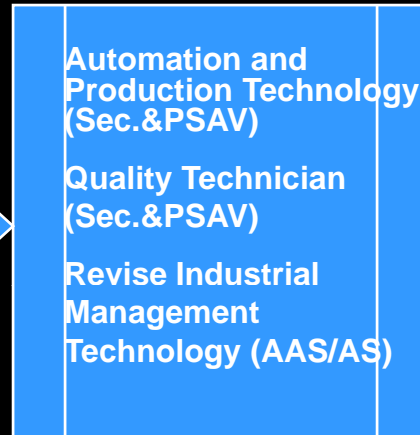 Automation and
Production Technology
(Sec.&PSAV)
Quality Technician
(Sec.&PSAV)
Revise Industrial
Management
Technology (AAS/AS)